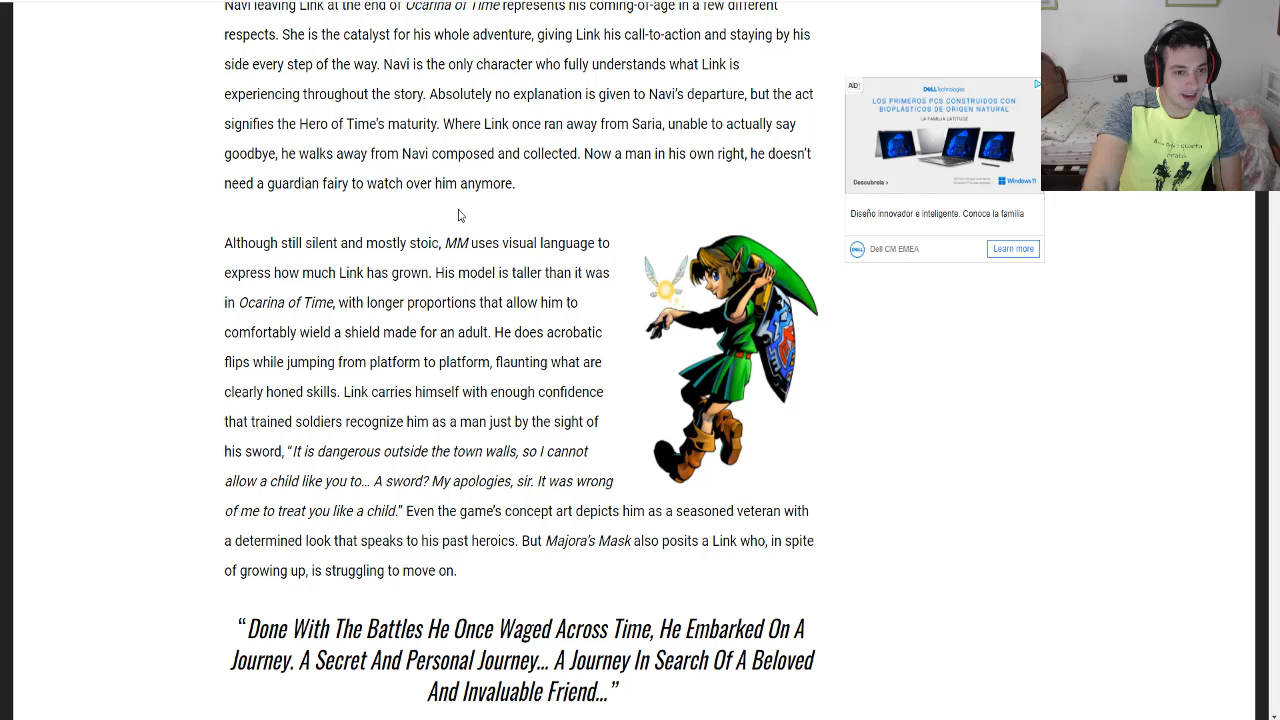 Navi leaving Link at the end of Ocarina of Time represents his coming-of-age in a few different
respects. She is the catalyst for his whole adventure, giving Link his call-to-action and staying by his
side every step of the way. Navi is the only character who fully understands what Link is
experiencing throughout the story. Absolutely no explanation is given to Navi's departure, but the act
signifies the Hero of Time's maturity. Where Link once ran away from Saria, unable to actually say
goodbye, he walks away from Navi composed and collected. Now a man in his own right, he doesn't
need a guardian fairy to watch over him anymore.
Although still silent and mostly stoic, MM uses visual language to
express how much Link has grown. His model is taller than it was
in Ocarina of Time, with longer proportions that allow him to
comfortably wield a shield made for an adult. He does acrobatic
flips while jumping from platform to platform, flaunting what are
clearly honed skills. Link carries himself with enough confidence
that trained soldiers recognize him as a man just by the sight of
his sword, “It is dangerous outside the town walls, so I cannot
allow a child like you to… A sword? My apologies, sir. It was wrong
of me to treat you like a child.” Even the game's concept art depicts him as a seasoned veteran with
a determined look that speaks to his past heroics. But Majora's Mask also posits a Link who, in spite
of growing up, is struggling to move on.
“Done With The Battles He Once Waged Across Time, He Embarked On A
Journey. A Secret And Personal Journey… A Journey In Search Of A Beloved
And Invaluable Friend…”
DELL Technologies
LOS PRIMEROS PCS CONSTRUIDOS CON
BIOPLÁSTICOS DE ORIGEN NATURAL
LA FAMILIA LATITUDE
Descúbrela >
Windows 11
Diseño innovador e inteligente. Conoce la familia
DELL
Dell CM EMEA
Learn more